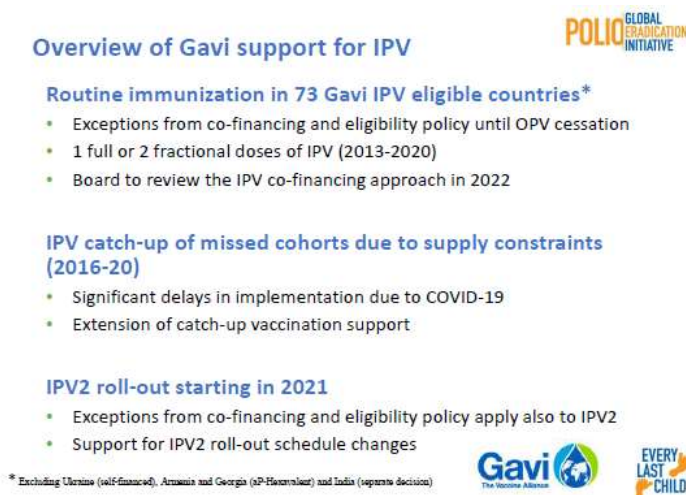 POLIO GLOBAL
ERADICATION
INITIATIVE
Overview of Gavi support for IPV
Routine immunization in 73 Gavi IPV eligible countries*
• Exceptions from co-financing and eligibility policy until OPV cessation
• 1 full or 2 fractional doses of IPV (2013-2020)
• Board to review the IPV co-financing approach in 2022
IPV catch-up of missed cohorts due to supply constraints
(2016-20)
• Significant delays in implementation due to COVID-19
• Extension of catch-up vaccination support
IPV2 roll-out starting in 2021
• Exceptions from co-financing and eligibility policy apply also to IPV2
• Support for IPV2 roll-out schedule changes
* Excluding Ukraine (self-financed), Armenia and Georgia (aP-Hexavalent) and India (separate decision)
Gavi
The Vaccine Alliance
EVERY
LAST
CHILD